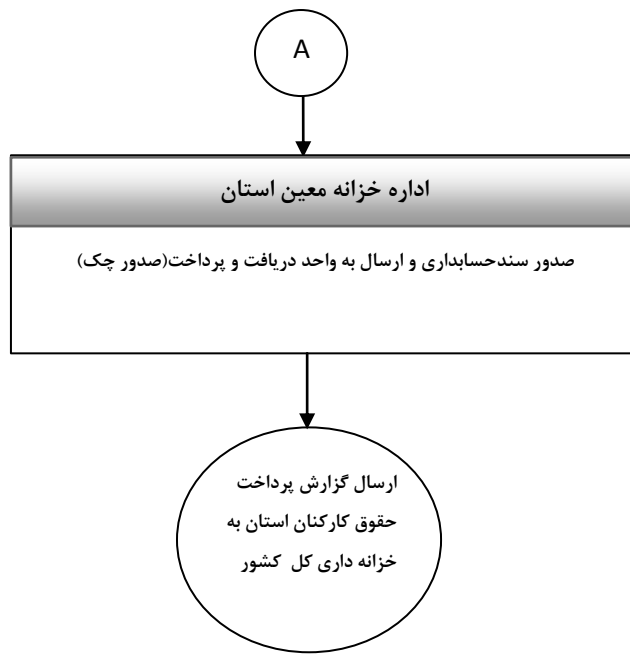 A
اداره خزانه معین استان
صدور سندحسابداری و ارسال به واحد دریافت و پرداخت(صدور چک)
ارسال گزارش پرداخت
حقوق کارکنان استان به
خزانه داری کل کشور